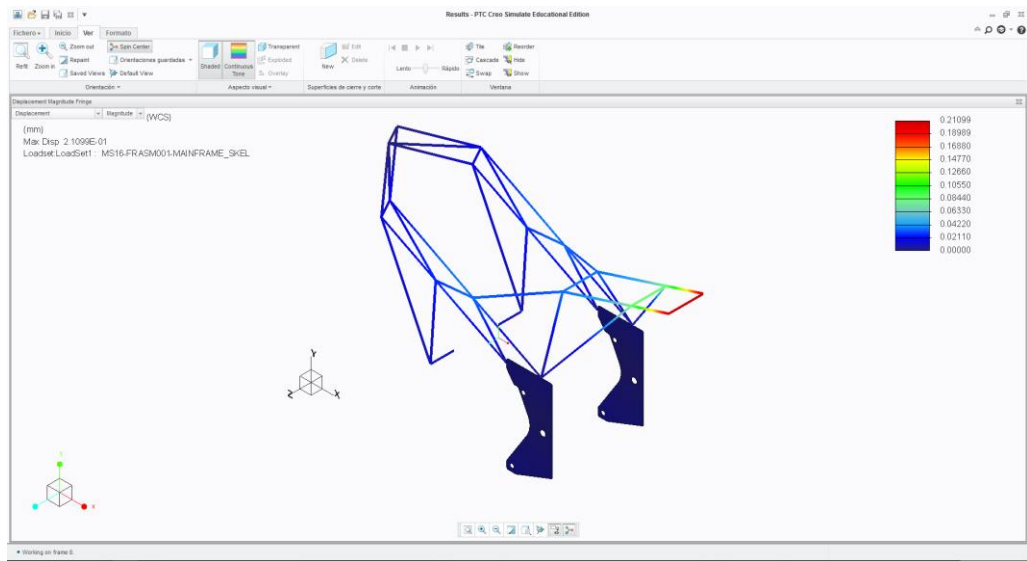 Results - PTC Creo Simulate Educational Edition
Fichero Inicio Ver Formato
Refit
Zoom in
Zoom out
Repaint
Saved Views
Spin Center
Orientaciones guardadas
Default View
Orientación
Shaded
Continuous Tone
Transparent
Exploded
Overlay
Aspecto visual
New
Edit
Delete
Superficies de cierre y corte
Lento
Rápido
Animación
Tile
Cascade
Swap
Reorder
Hide
Show
Ventana
Displacement Magnitude Fringe
Displacement Magnitude (WCS)
(mm)
Max Disp 2.1099E-01
Loadset:LoadSet1 : MS16-FRASM001-MAINFRAME_SKEL
0.21099
0.18989
0.16880
0.14770
0.12660
0.10550
0.08440
0.06330
0.04220
0.02110
0.00000
Y
Z
X
Y
X
Working on frame 8.